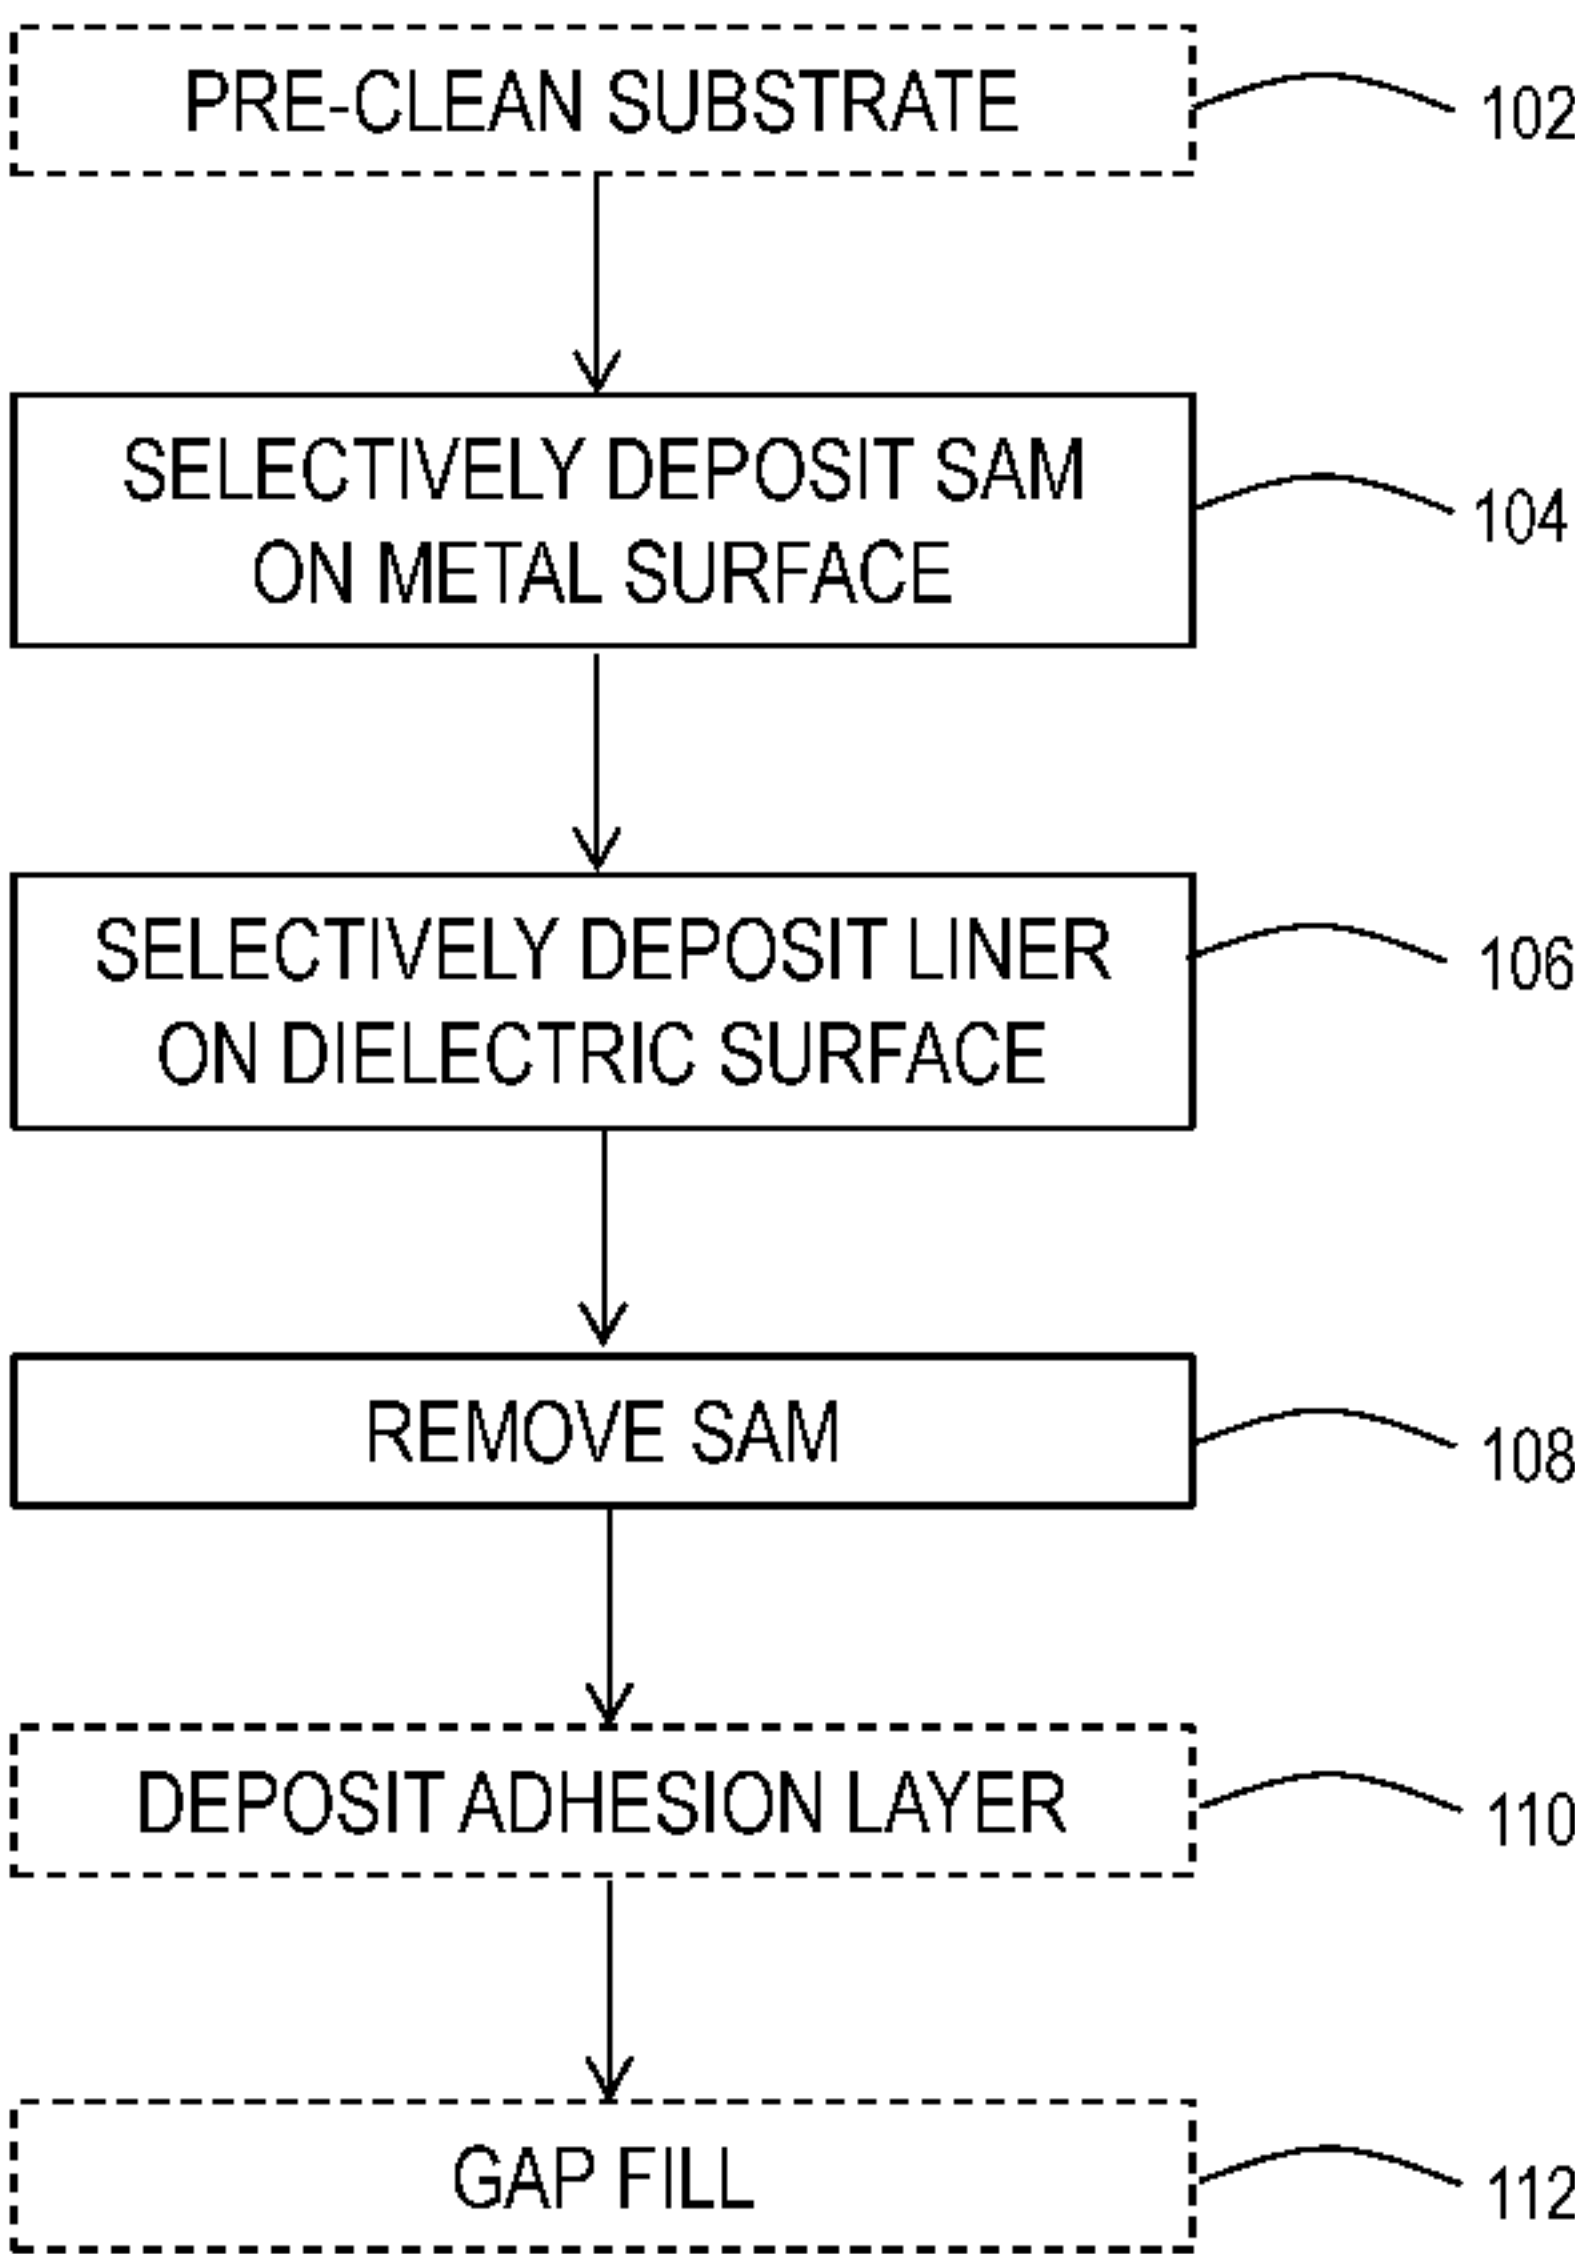 PRE-CLEAN SUBSTRATE
102
SELECTIVELY DEPOSIT SAM
ON METAL SURFACE
104
SELECTIVELY DEPOSIT LINER
ON DIELECTRIC SURFACE
106
REMOVE SAM
108
DEPOSIT ADHESION LAYER
110
GAP FILL
112